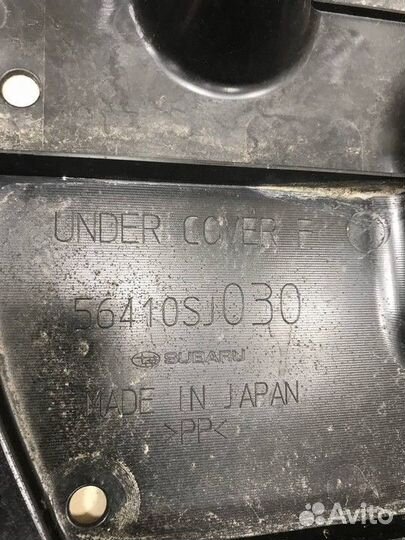 UNDER COVER F
56410SJ030
SUBARU
MADE IN JAPAN
>PP<
Avito